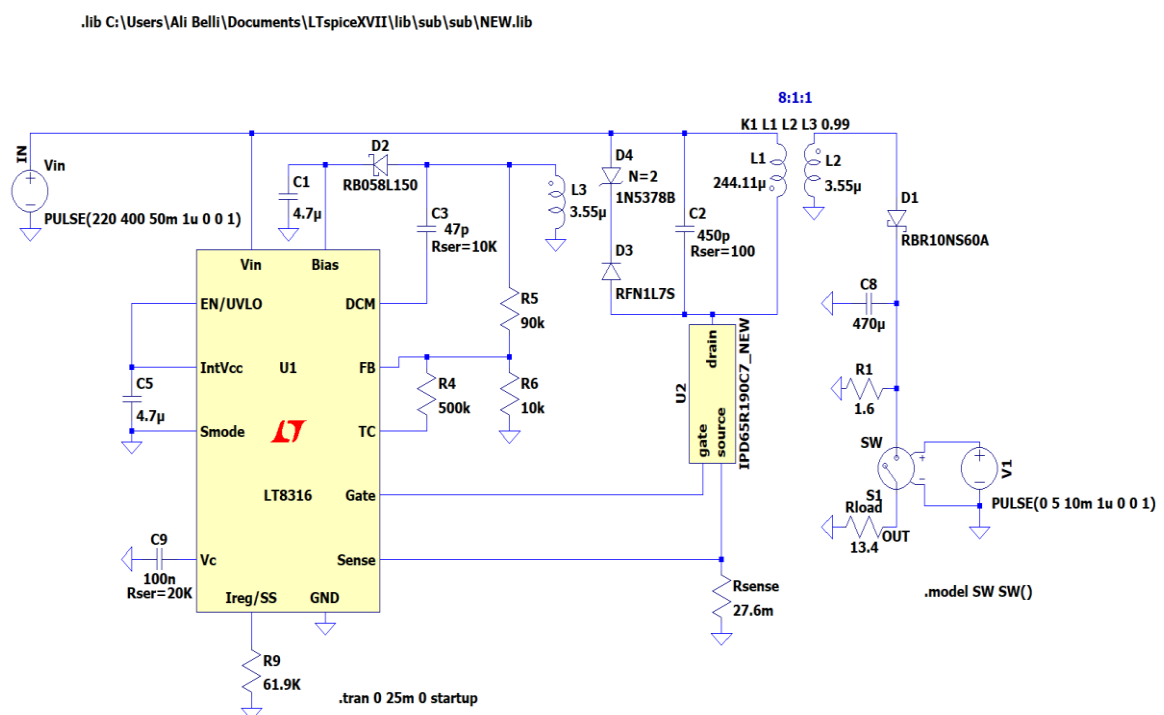 .lib C:\Users\Ali Belli\Documents\LTspiceXVII\lib\sub\sub\NEW.lib
8:1:1
K1 L1 L2 L3 0.99
IN
Vin
PULSE(220 400 50m 1u 0 0 1)
D2
RB058L150
C1
4.7µ
C3
47p
Rser=10K
L3
3.55µ
D4
N=2
1N5378B
D3
RFN1L7S
C2
450p
Rser=100
L1
244.11µ
L2
3.55µ
D1
RBR10NS60A
C8
470µ
R1
1.6
SW
S1
V1
PULSE(0 5 10m 1u 0 0 1)
Rload
OUT
13.4
.model SW SW()
Vin
Bias
EN/UVLO
DCM
IntVcc
U1
FB
Smode
TC
LT8316
Gate
Vc
Sense
Ireg/SS
GND
C5
4.7µ
R5
90k
R4
500k
R6
10k
U2
drain
gate
source
IPD65R190C7_NEW
C9
100n
Rser=20K
Rsense
27.6m
R9
61.9K
.tran 0 25m 0 startup